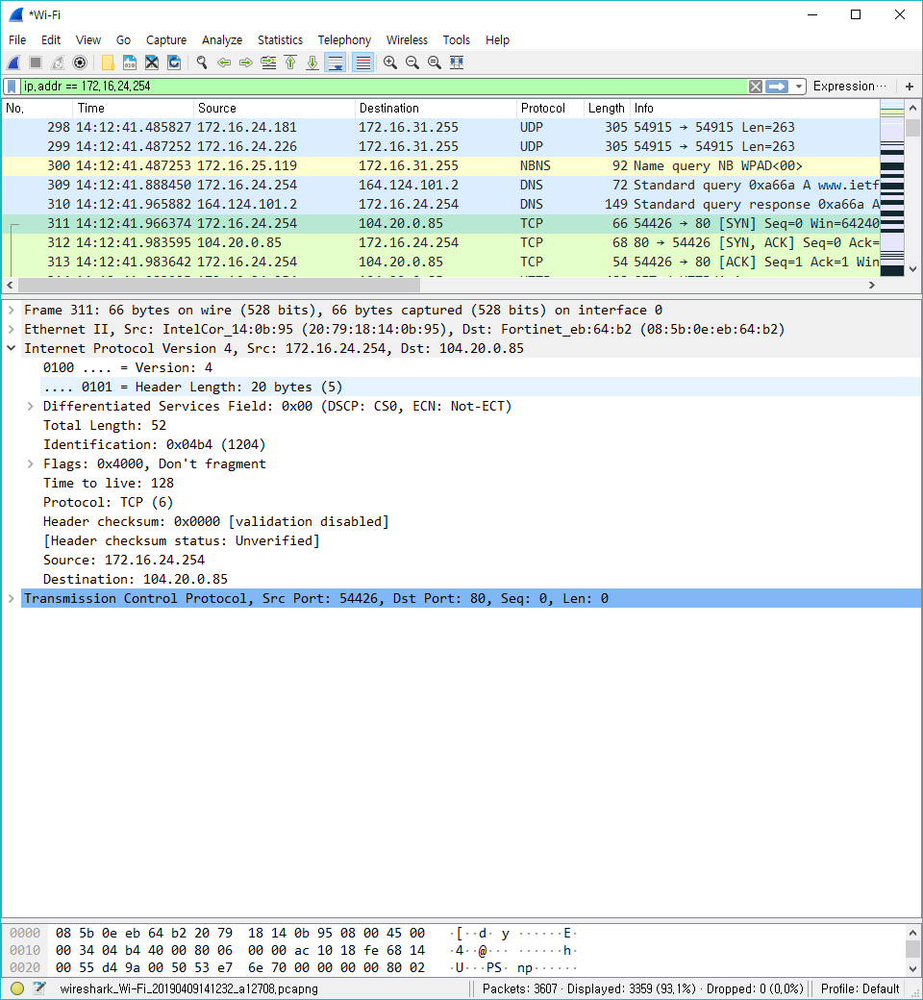 *Wi-Fi
File Edit View Go Capture Analyze Statistics Telephony Wireless Tools Help
ip.addr == 172.16.24.254 Expression…
No. Time Source Destination Protocol Length Info
298 14:12:41.485827 172.16.24.181 172.16.31.255 UDP 305 54915 → 54915 Len=263
299 14:12:41.487252 172.16.24.226 172.16.31.255 UDP 305 54915 → 54915 Len=263
300 14:12:41.487253 172.16.25.119 172.16.31.255 NBNS 92 Name query NB WPAD<00>
309 14:12:41.888450 172.16.24.254 164.124.101.2 DNS 72 Standard query 0xa66a A www.ietf
310 14:12:41.965882 164.124.101.2 172.16.24.254 DNS 149 Standard query response 0xa66a A
311 14:12:41.966374 172.16.24.254 104.20.0.85 TCP 66 54426 → 80 [SYN] Seq=0 Win=64240
312 14:12:41.983595 104.20.0.85 172.16.24.254 TCP 68 80 → 54426 [SYN, ACK] Seq=0 Ack=
313 14:12:41.983642 172.16.24.254 104.20.0.85 TCP 54 54426 → 80 [ACK] Seq=1 Ack=1 Win
Frame 311: 66 bytes on wire (528 bits), 66 bytes captured (528 bits) on interface 0
Ethernet II, Src: IntelCor_14:0b:95 (20:79:18:14:0b:95), Dst: Fortinet_eb:64:b2 (08:5b:0e:eb:64:b2)
Internet Protocol Version 4, Src: 172.16.24.254, Dst: 104.20.0.85
0100 .... = Version: 4
.... 0101 = Header Length: 20 bytes (5)
Differentiated Services Field: 0x00 (DSCP: CS0, ECN: Not-ECT)
Total Length: 52
Identification: 0x04b4 (1204)
Flags: 0x4000, Don't fragment
Time to live: 128
Protocol: TCP (6)
Header checksum: 0x0000 [validation disabled]
[Header checksum status: Unverified]
Source: 172.16.24.254
Destination: 104.20.0.85
Transmission Control Protocol, Src Port: 54426, Dst Port: 80, Seq: 0, Len: 0
0000 08 5b 0e eb 64 b2 20 79 18 14 0b 95 08 00 45 00 ·[··d· y ······E·
0010 00 34 04 b4 40 00 80 06 00 00 ac 10 18 fe 68 14 ·4··@··· ······h·
0020 00 55 d4 9a 00 50 53 e7 6e 70 00 00 00 00 80 02 ·U···PS· np······
wireshark_Wi-Fi_20190409141232_a12708.pcapng Packets: 3607 · Displayed: 3359 (93.1%) · Dropped: 0 (0.0%) Profile: Default